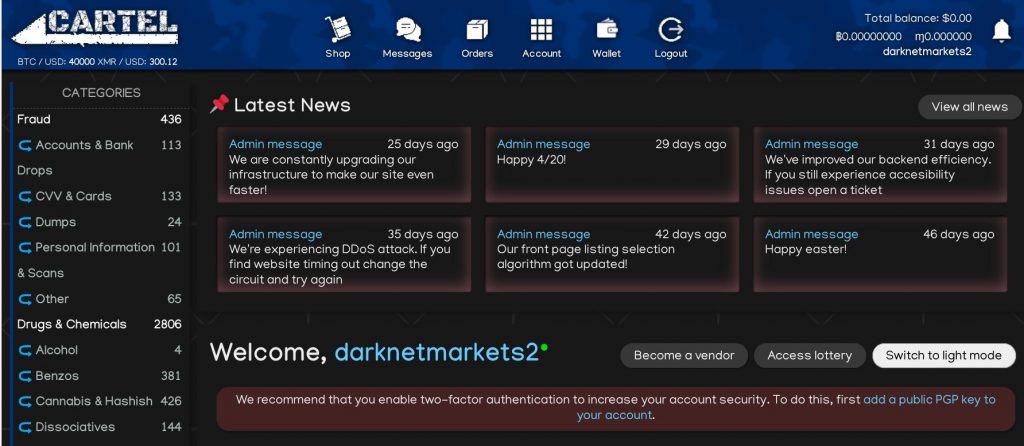 CARTEL
BTC / USD: 40000 XMR / USD: 300.12
Shop
Messages
Orders
Account
Wallet
Logout
Total balance: $0.00
฿0.00000000 ɱ0.000000
darknetmarkets2
CATEGORIES
Fraud 436
Accounts & Bank 113
Drops
CVV & Cards 133
Dumps 24
Personal Information 101
& Scans
Other 65
Drugs & Chemicals 2806
Alcohol 4
Benzos 381
Cannabis & Hashish 426
Dissociatives 144
Latest News
View all news
Admin message 25 days ago
We are constantly upgrading our
infrastructure to make our site even
faster!
Admin message 29 days ago
Happy 4/20!
Admin message 31 days ago
We've improved our backend efficiency.
If you still experience accesibility
issues open a ticket
Admin message 35 days ago
We're experiencing DDoS attack. If you
find website timing out change the
circuit and try again
Admin message 42 days ago
Our front page listing selection
algorithm got updated!
Admin message 46 days ago
Happy easter!
Welcome, darknetmarkets2
Become a vendor
Access lottery
Switch to light mode
We recommend that you enable two-factor authentication to increase your account security. To do this, first add a public PGP key to
your account.